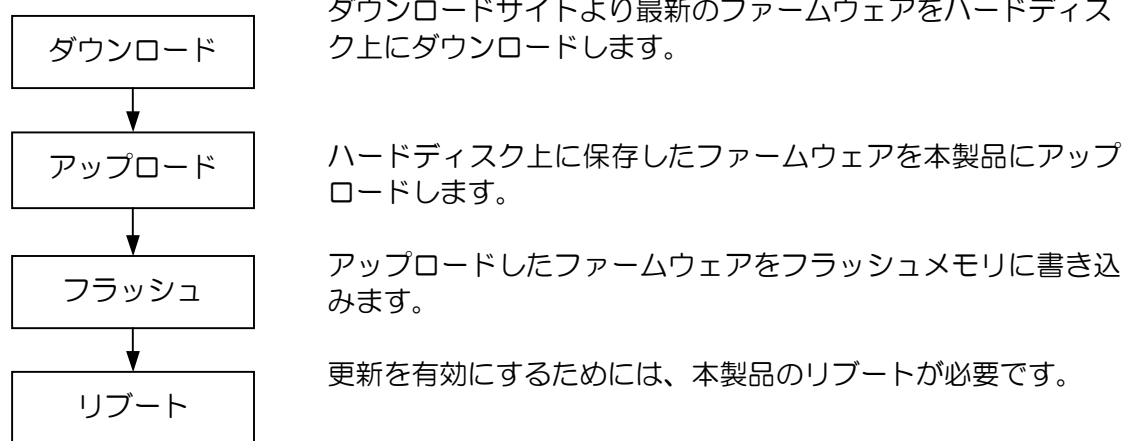 ダウンロード
ダウンロードサイトより最新のファームウェアをハードディス
ク上にダウンロードします。
アップロード
ハードディスク上に保存したファームウェアを本製品にアップ
ロードします。
フラッシュ
アップロードしたファームウェアをフラッシュメモリに書き込
みます。
リブート
更新を有効にするためには、本製品のリブートが必要です。